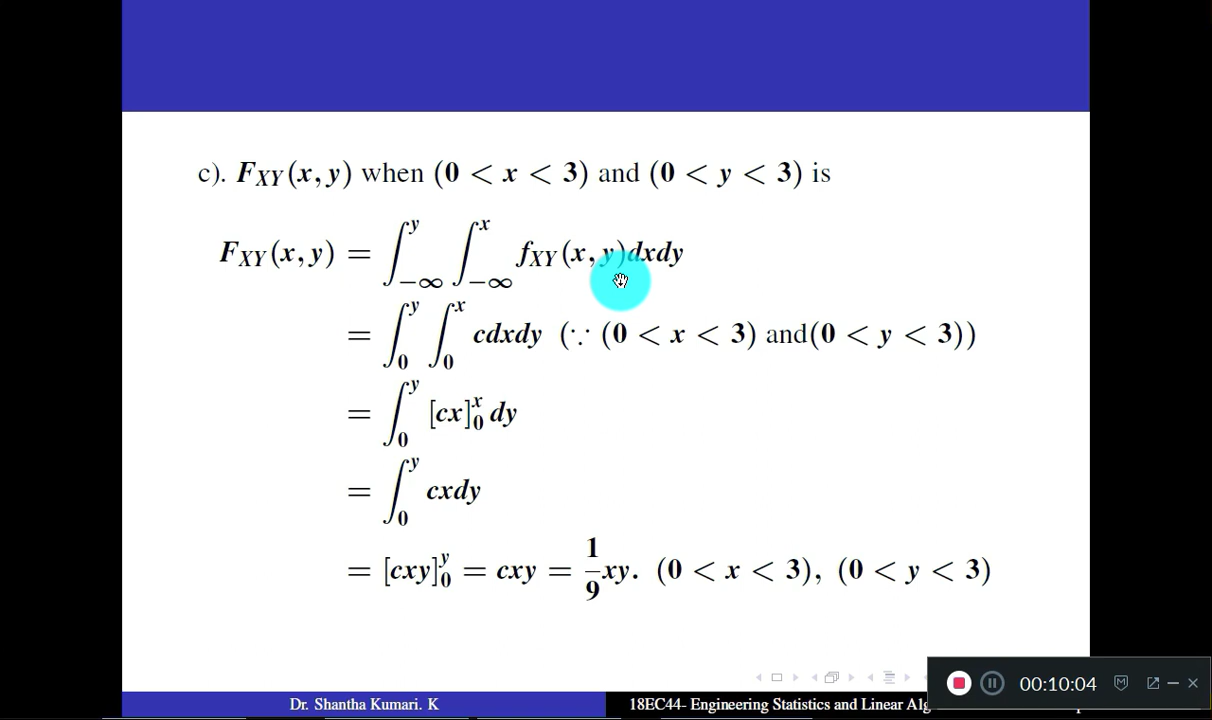 c). F_XY(x, y) when (0 < x < 3) and (0 < y < 3) is
F_XY(x, y) = ∫_{−∞}^{y} ∫_{−∞}^{x} f_XY(x, y)dxdy
= ∫_0^y ∫_0^x cdxdy (∵ (0 < x < 3) and(0 < y < 3))
= ∫_0^y [cx]_0^x dy
= ∫_0^y cxdy
= [cxy]_0^y = cxy = 1/9 xy. (0 < x < 3), (0 < y < 3)
00:10:04
Dr. Shantha Kumari. K 18EC44- Engineering Statistics and Linear